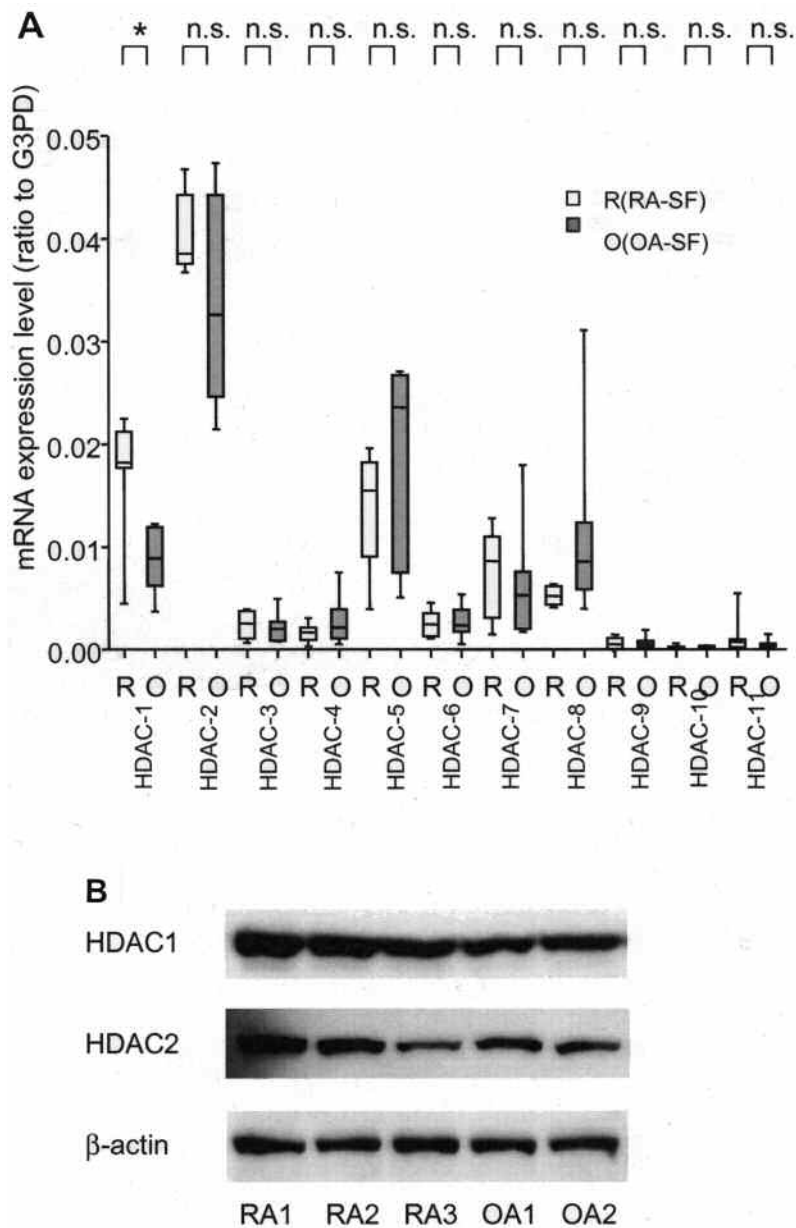 A
* n.s. n.s. n.s. n.s. n.s. n.s. n.s. n.s. n.s. n.s.
mRNA expression level (ratio to G3PD)
0.05
0.04
0.03
0.02
0.01
0.00
R(RA-SF)
O(OA-SF)
R O R O R O R O R O R O R O R O R O R O R O
HDAC-1
HDAC-2
HDAC-3
HDAC-4
HDAC-5
HDAC-6
HDAC-7
HDAC-8
HDAC-9
HDAC-10
HDAC-11
B
HDAC1
HDAC2
β-actin
RA1 RA2 RA3 OA1 OA2